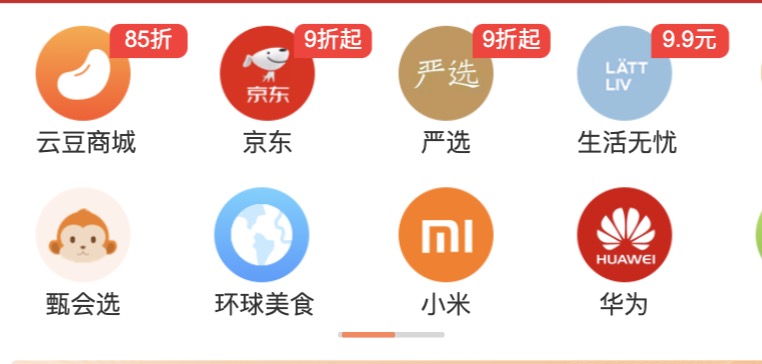 85折
9折起
9折起
9.9元
京东
严选
LÄTT
LIV
云豆商城
京东
严选
生活无忧
mi
HUAWEI
甄会选
环球美食
小米
华为